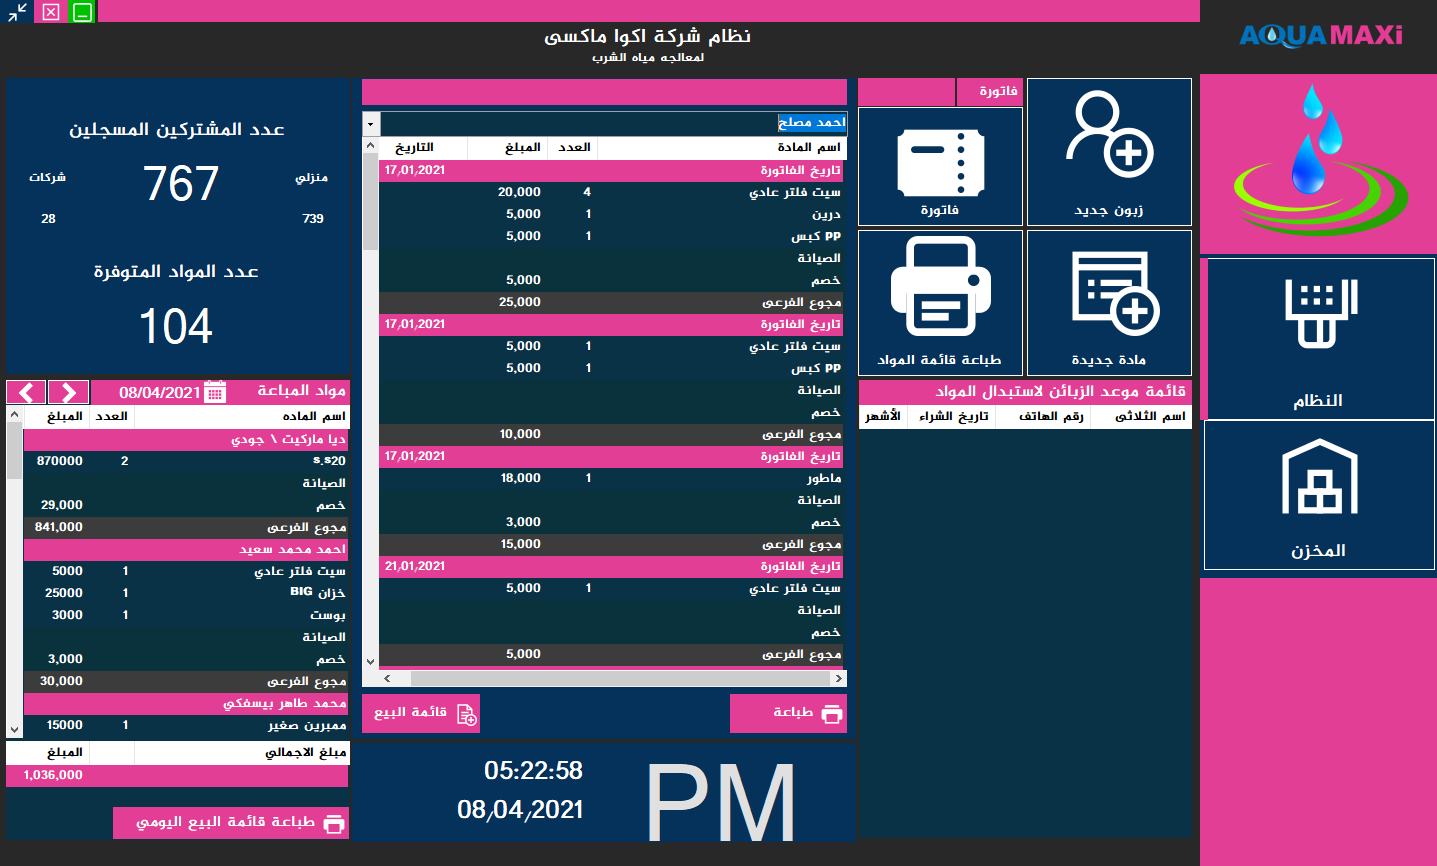 AQUA MAXi
نظام شركة اكوا ماكسى
لمعالجه مياه الشرب
النظام
المخزن
زبون جديد
فاتورة
فاتورة
مادة جديدة
طباعة قائمة المواد
قائمة موعد الزبائن لاستبدال المواد
اسم الثلاثى رقم الهاتف تاريخ الشراء الأشهر
احمد مصلح
اسم المادة العدد المبلغ التاريخ
تاريخ الفاتورة 17/01/2021
سيت فلتر عادي 4 20,000
درين 1 5,000
PP كبس 1 5,000
الصيانة
خصم 5,000
مجوع الفرعى 25,000
تاريخ الفاتورة 17/01/2021
سيت فلتر عادي 1 5,000
PP كبس 1 5,000
الصيانة
خصم
مجوع الفرعى 10,000
تاريخ الفاتورة 17/01/2021
ماطور 1 18,000
الصيانة
خصم 3,000
مجوع الفرعى 15,000
تاريخ الفاتورة 21/01/2021
سيت فلتر عادي 1 5,000
الصيانة
خصم
مجوع الفرعى 5,000
طباعة
قائمة البيع
05:22:58
08/04/2021
PM
عدد المشتركين المسجلين
767
منزلي
739
شركات
28
عدد المواد المتوفرة
104
مواد المباعة 08/04/2021
اسم الماده العدد المبلغ
ديا ماركيت \ جودي
s.s20 2 870000
الصيانة
خصم 29,000
مجوع الفرعى 841,000
احمد محمد سعيد
سيت فلتر عادي 1 5000
خزان BIG 1 25000
بوست 1 3000
الصيانة
خصم 3,000
مجوع الفرعى 30,000
محمد طاهر بيسفكي
ممبرين صغير 1 15000
مبلغ الاجمالي المبلغ
1,036,000
طباعة قائمة البيع اليومي